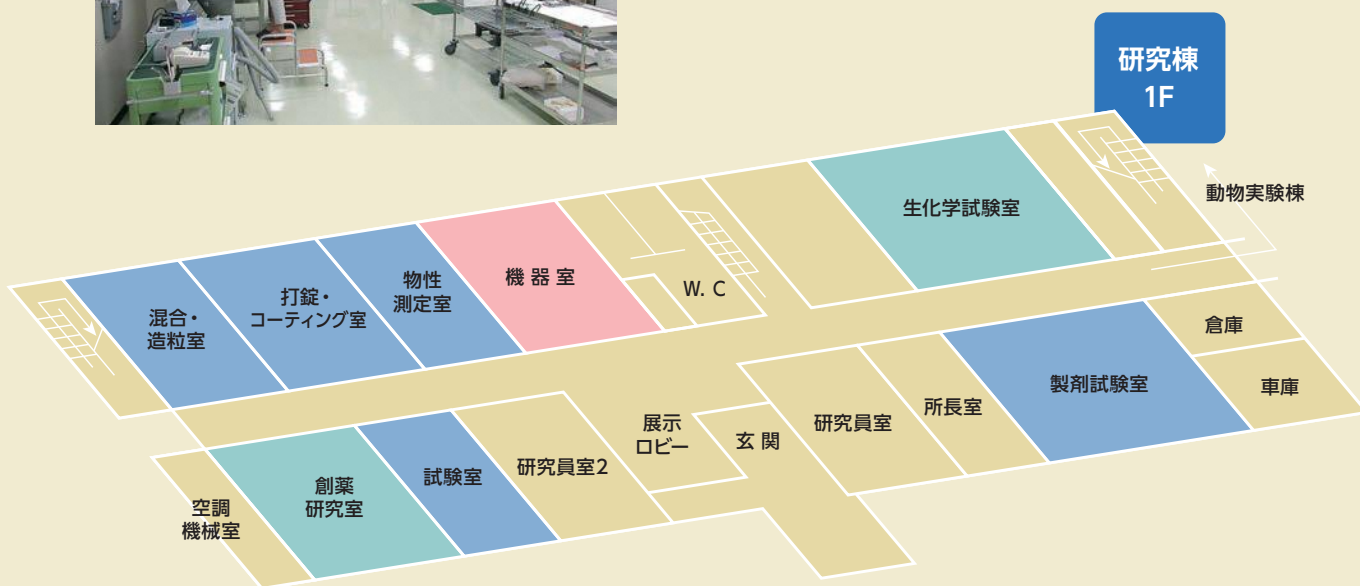 研究棟
1F
動物実験棟
生化学試験室
W. C
機 器 室
物性
測定室
打錠・
コーティング室
混合・
造粒室
倉庫
車庫
製剤試験室
所長室
研究員室
玄 関
展示
ロビー
研究員室2
試験室
創薬
研究室
空調
機械室